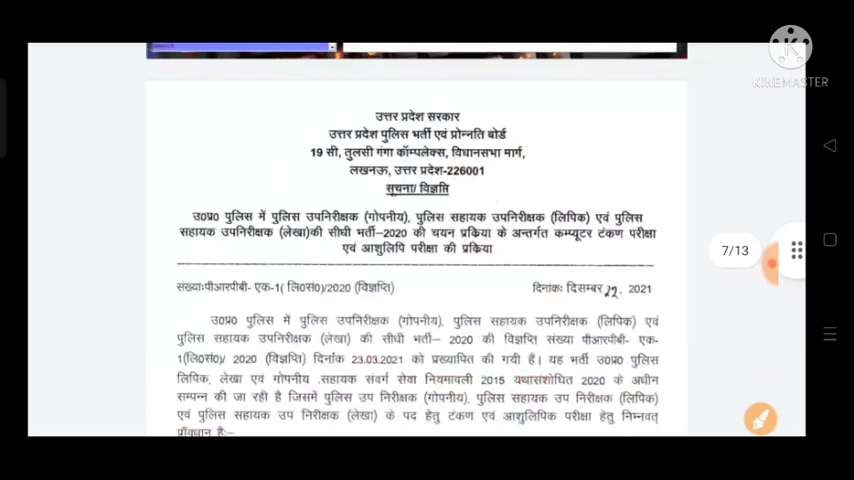 KINEMASTER
उत्तर प्रदेश सरकार
उत्तर प्रदेश पुलिस भर्ती एवं प्रोन्नति बोर्ड
19 सी, तुलसी गंगा कॉम्पलेक्स, विधानसभा मार्ग,
लखनऊ, उत्तर प्रदेश-226001
सूचना/ विज्ञप्ति
उ0प्र0 पुलिस में पुलिस उपनिरीक्षक (गोपनीय), पुलिस सहायक उपनिरीक्षक (लिपिक) एवं पुलिस
सहायक उपनिरीक्षक (लेखा)की सीधी भर्ती–2020 की चयन प्रकिया के अन्तर्गत कम्प्यूटर टंकण परीक्षा
एवं आशुलिपि परीक्षा की प्रकिया
7/13
संख्याःपीआरपीबी- एक-1( लि0सं0)/2020 (विज्ञप्ति)
दिनांकः दिसम्बर 22, 2021
उ0प्र0 पुलिस में पुलिस उपनिरीक्षक (गोपनीय), पुलिस सहायक उपनिरीक्षक (लिपिक) एवं
पुलिस सहायक उपनिरीक्षक (लेखा) की सीधी भर्ती– 2020 की विज्ञप्ति संख्या पीआरपीबी- एक-
1(लि0सं0)/ 2020 (विज्ञप्ति) दिनांक 23.03.2021 को प्रख्यापित की गयी हैं। यह भर्ती उ0प्र0 पुलिस
लिपिक, लेखा एवं गोपनीय .सहायक संवर्ग सेवा नियमावली 2015 यथासंशोधित 2020 के अधीन
सम्पन्न की जा रही है जिसमें पुलिस उप निरीक्षक (गोपनीय), पुलिस सहायक उप निरीक्षक (लिपिक)
एवं पुलिस सहायक उप निरीक्षक (लेखा) के पद हेतु टंकण एवं आशुलिपिक परीक्षा हेतु निम्नवत्
प्रॉवधान हैः–